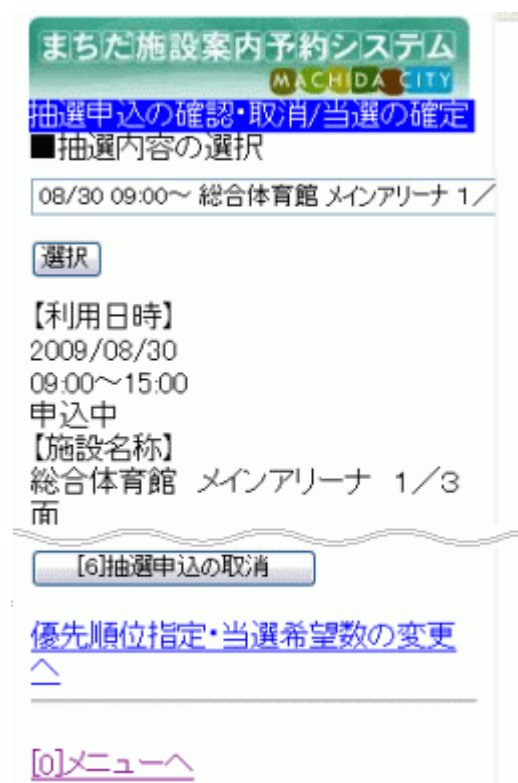 まちだ施設案内予約システム
MACHIDA CITY
抽選申込の確認・取消/当選の確定
■抽選内容の選択
08/30 09:00～ 総合体育館 メインアリーナ 1／
選択
【利用日時】
2009/08/30
09:00～15:00
申込中
【施設名称】
総合体育館　メインアリーナ　1／3
面
[6]抽選申込の取消
優先順位指定・当選希望数の変更
へ
[0]メニューへ